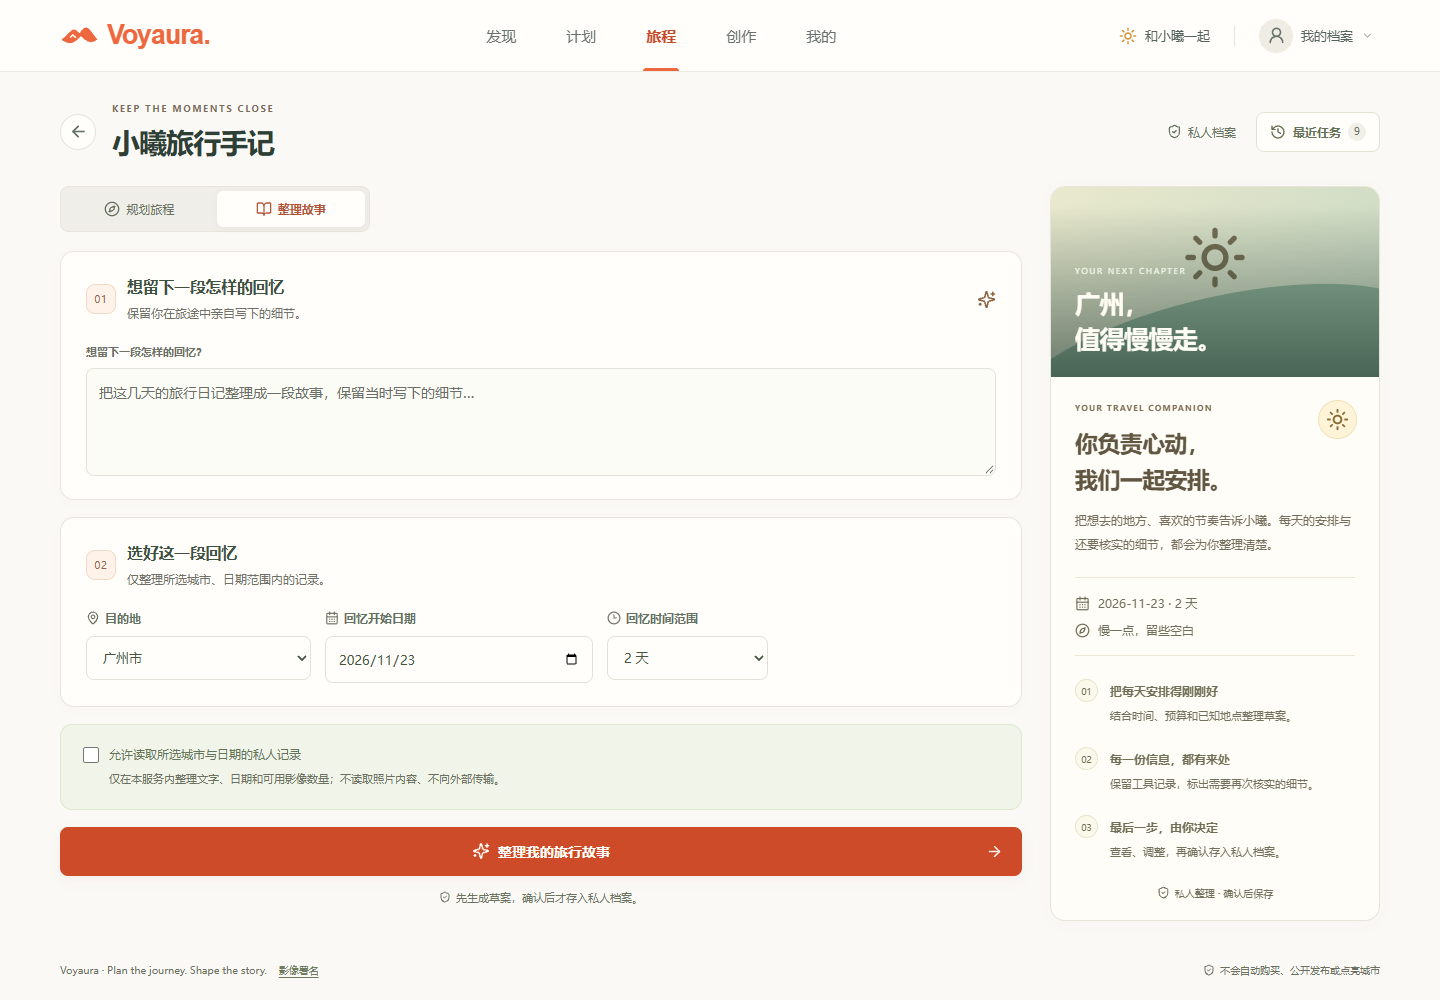 Voyaura.
发现
计划
旅程
创作
我的
和小曦一起
我的档案
KEEP THE MOMENTS CLOSE
小曦旅行手记
私人档案
最近任务 9
规划旅程
整理故事
01
想留下一段怎样的回忆
保留你在旅途中亲自写下的细节。
想留下一段怎样的回忆?
把这几天的旅行日记整理成一段故事，保留当时写下的细节...
02
选好这一段回忆
仅整理所选城市、日期范围内的记录。
目的地
回忆开始日期
回忆时间范围
广州市
2026/11/23
2 天
允许读取所选城市与日期的私人记录
仅在本服务内整理文字、日期和可用影像数量；不读取照片内容、不向外部传输。
整理我的旅行故事
先生成草案，确认后才存入私人档案。
YOUR NEXT CHAPTER
广州，
值得慢慢走。
YOUR TRAVEL COMPANION
你负责心动，
我们一起安排。
把想去的地方、喜欢的节奏告诉小曦。每天的安排与
还要核实的细节，都会为你整理清楚。
2026-11-23 · 2 天
慢一点，留些空白
01
把每天安排得刚刚好
结合时间、预算和已知地点整理草案。
02
每一份信息，都有来处
保留工具记录，标出需要再次核实的细节。
03
最后一步，由你决定
查看、调整，再确认存入私人档案。
私人整理 · 确认后保存
Voyaura · Plan the journey. Shape the story.
影像署名
不会自动购买、公开发布或点亮城市